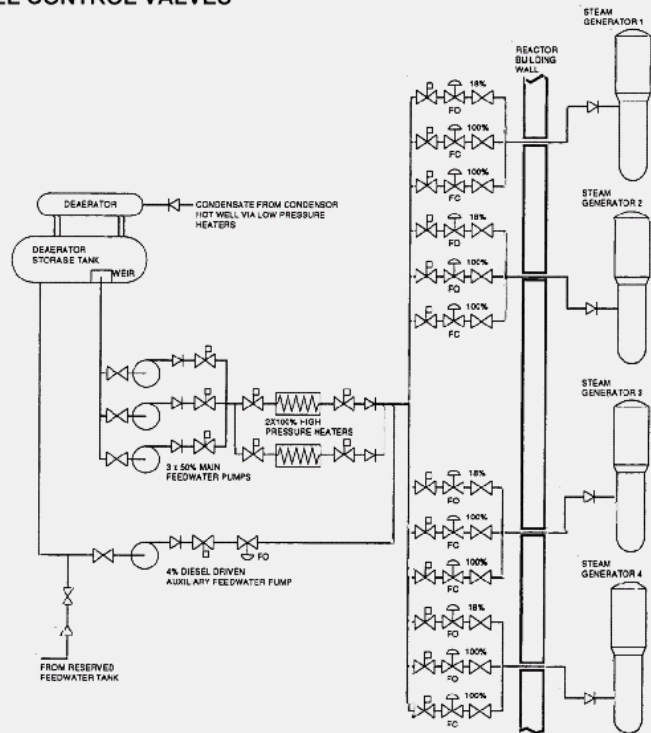 EL CONTROL VALVES
STEAM
GENERATOR 1
REACTOR
BUILDING
WALL
18%
FO
100%
FC
100%
DEAERATOR
CONDENSATE FROM CONDENSOR
HOT WELL VIA LOW PRESSURE
HEATERS
DEAERATOR
STORAGE TANK
WEIR
STEAM
GENERATOR 2
18%
FO
100%
FO
100%
FC
3 x 50% MAIN
FEEDWATER PUMPS
2X100% HIGH
PRESSURE HEATERS
STEAM
GENERATOR 3
18%
FO
100%
FC
100%
FC
4% DIESEL DRIVEN
AUXILARY FEEDWATER PUMP
FO
FROM RESERVED
FEEDWATER TANK
STEAM
GENERATOR 4
18%
FO
100%
FO
100%
FC